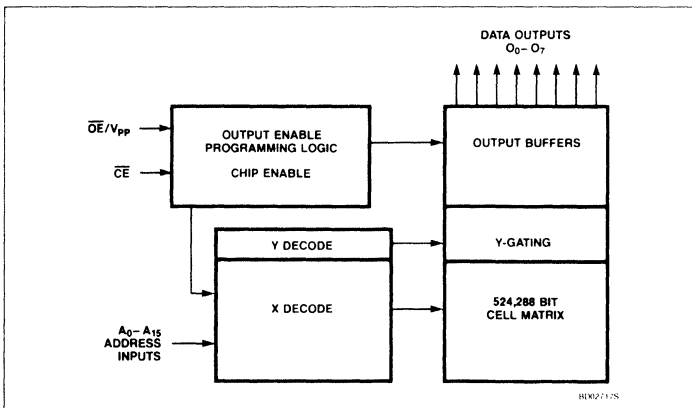 DATA OUTPUTS
O0– O7
OE/VPP
CE
OUTPUT ENABLE
PROGRAMMING LOGIC
CHIP ENABLE
OUTPUT BUFFERS
Y DECODE
Y-GATING
X DECODE
524,288 BIT
CELL MATRIX
A0– A15
ADDRESS
INPUTS
BD02717S